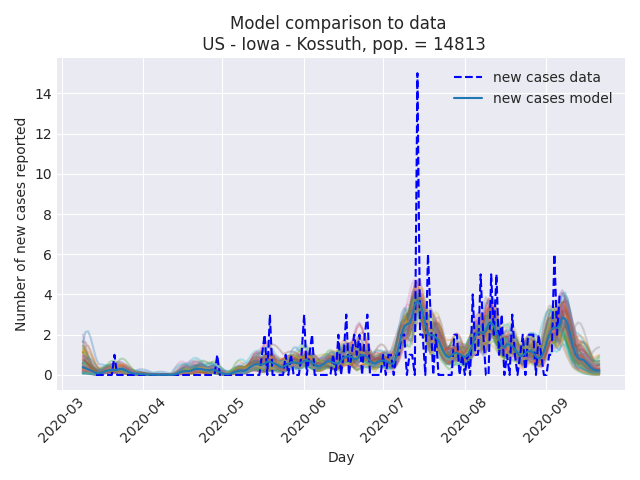 Model comparison to data
US - Iowa - Kossuth, pop. = 14813
new cases data
new cases model
Number of new cases reported
14
12
10
8
6
4
2
0
2020-03
2020-04
2020-05
2020-06
2020-07
2020-08
2020-09
Day